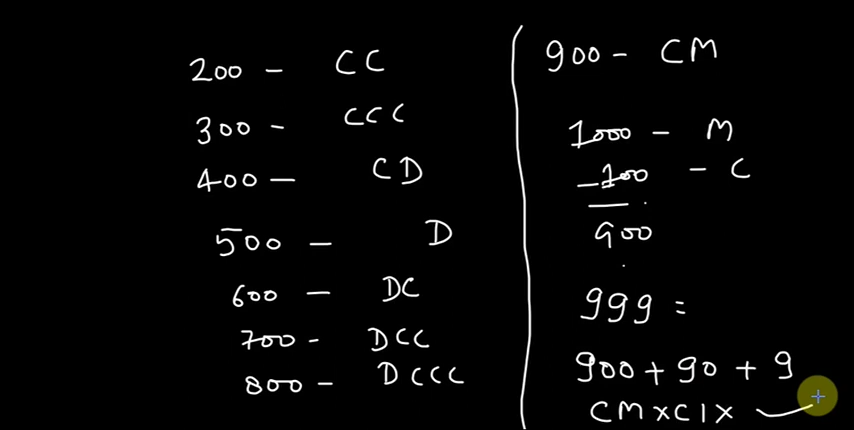 200 - CC
300 - CCC
400 - CD
500 - D
600 - DC
700 - DCC
800 - DCCC
900 - CM
1000 - M
-100 - C
900
999 =
900 + 90 + 9
CMXCIX